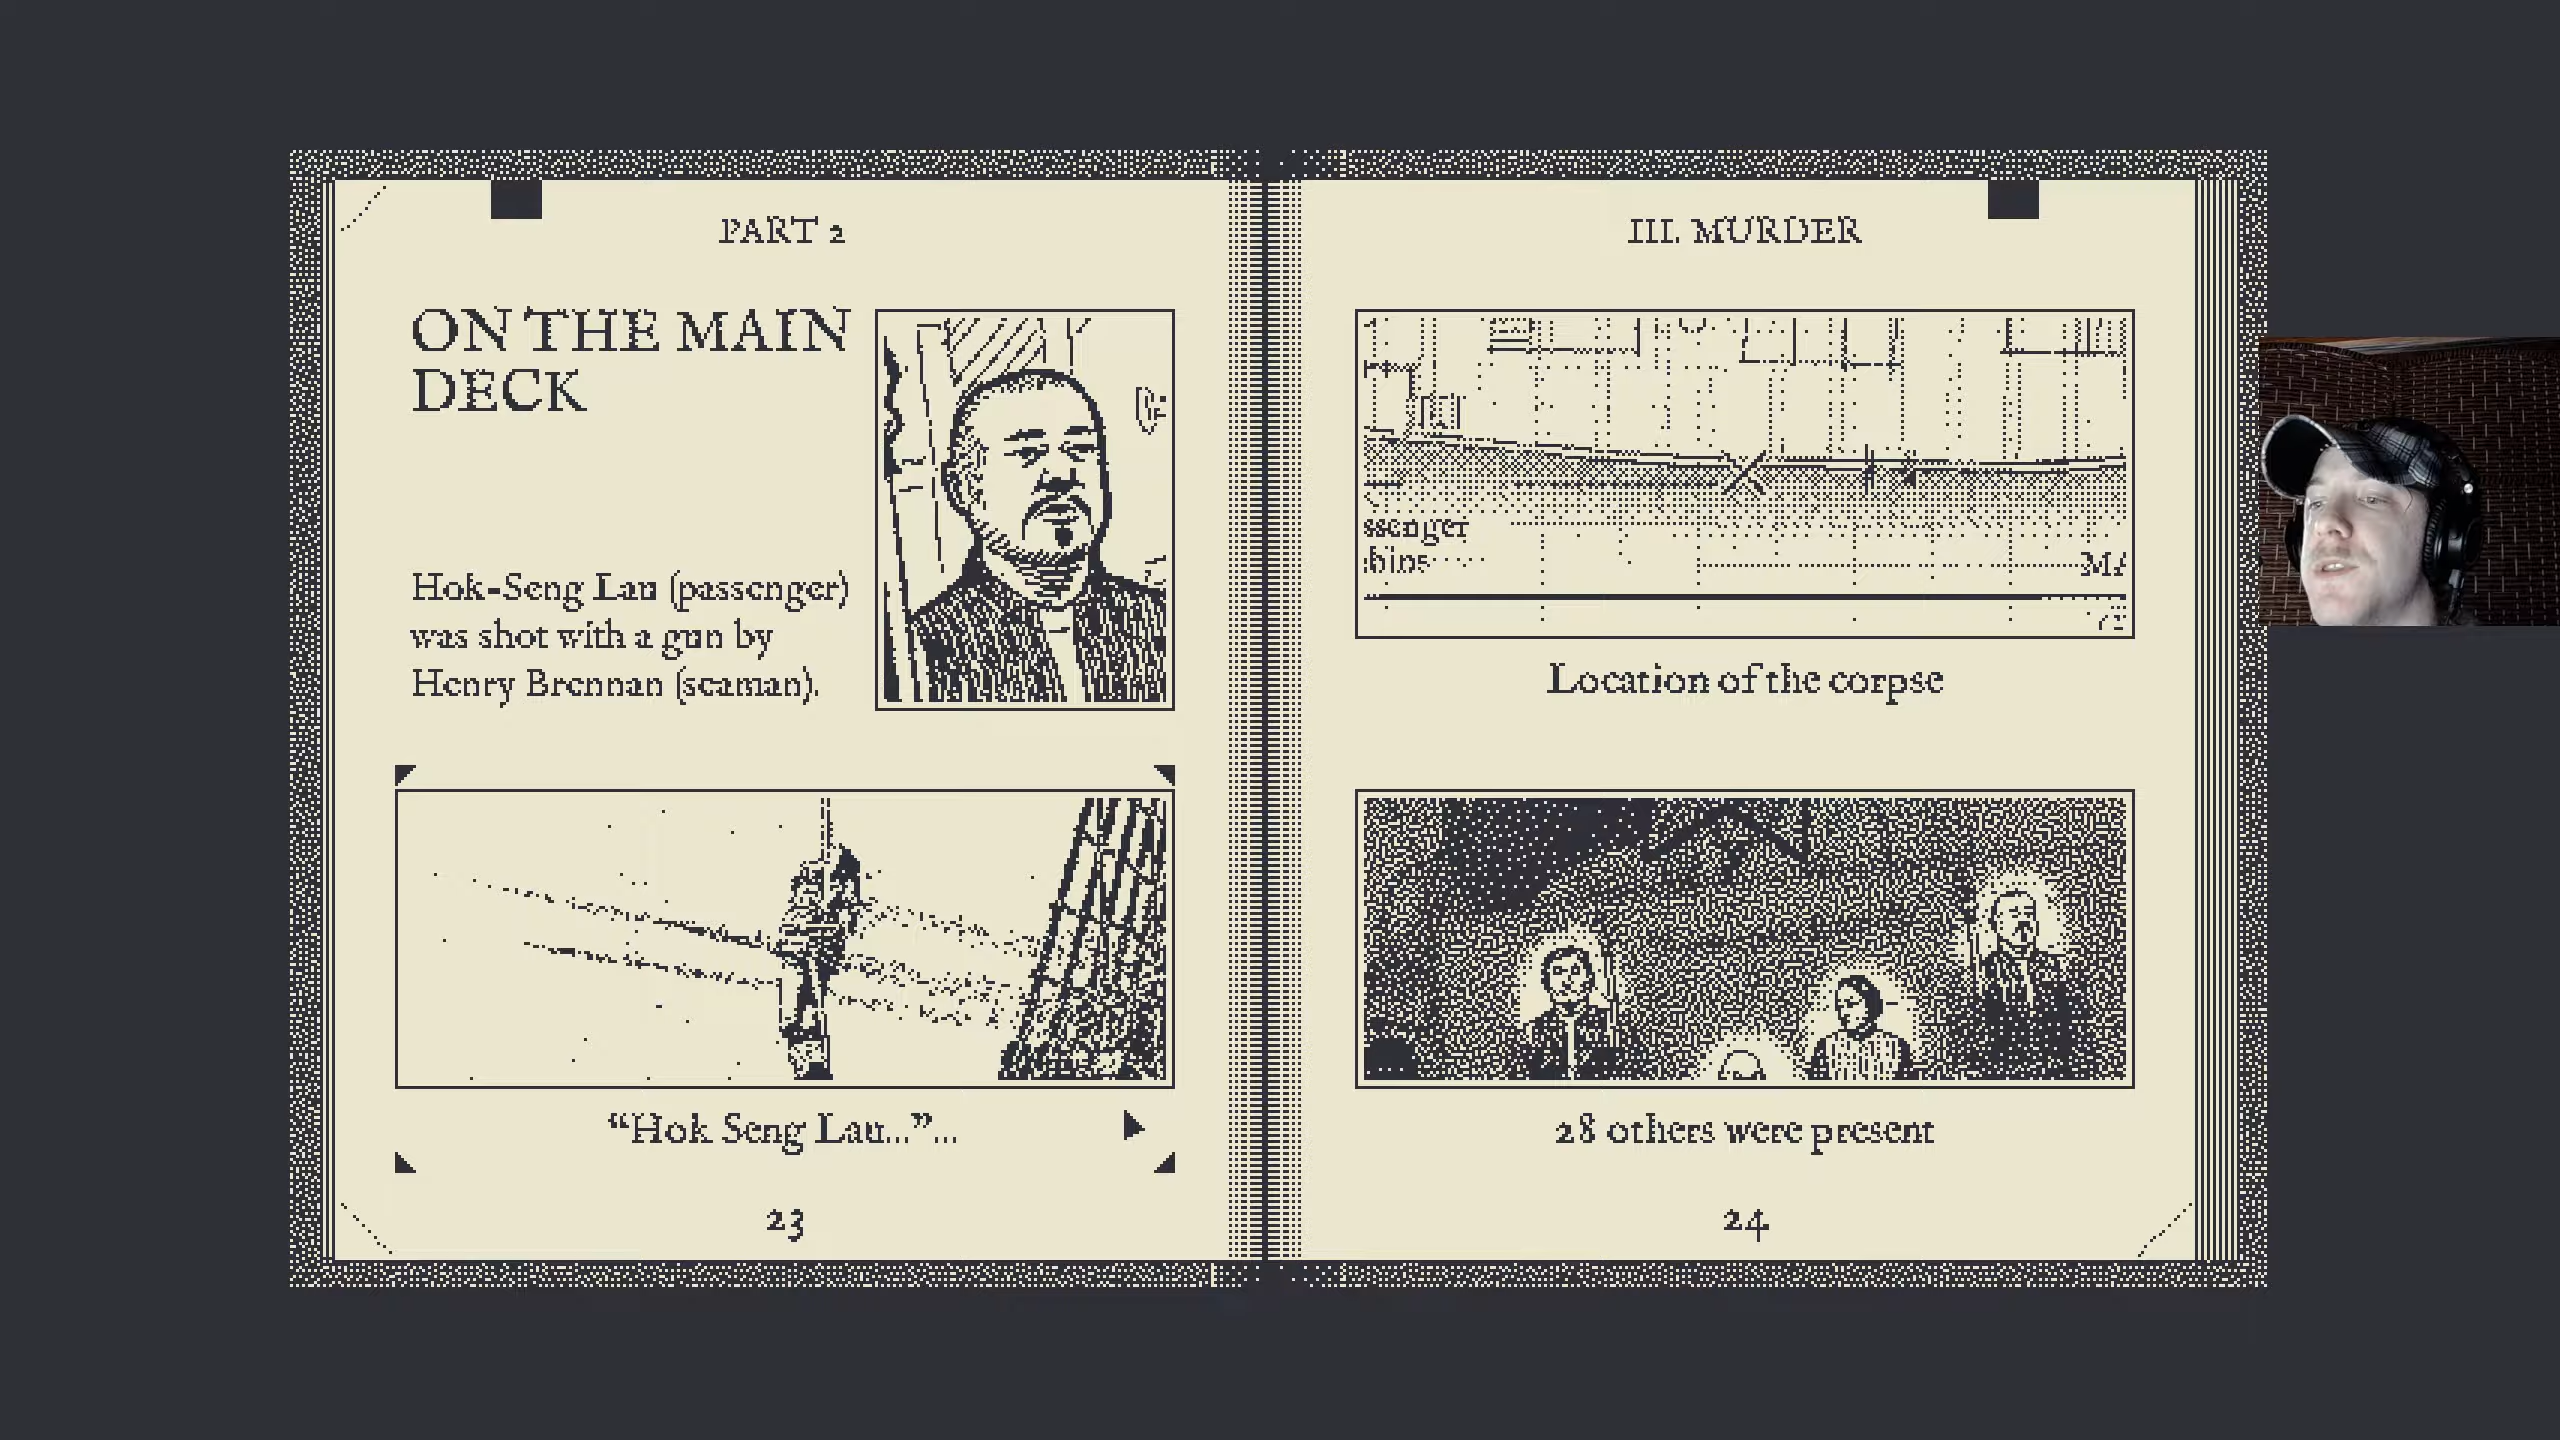 PART 2
ON THE MAIN
DECK
Hok-Seng Lau (passenger)
was shot with a gun by
Henry Brennan (seaman).
“Hok Seng Lau...”...
23
III. MURDER
ssenger
bins
MA
Location of the corpse
28 others were present
24